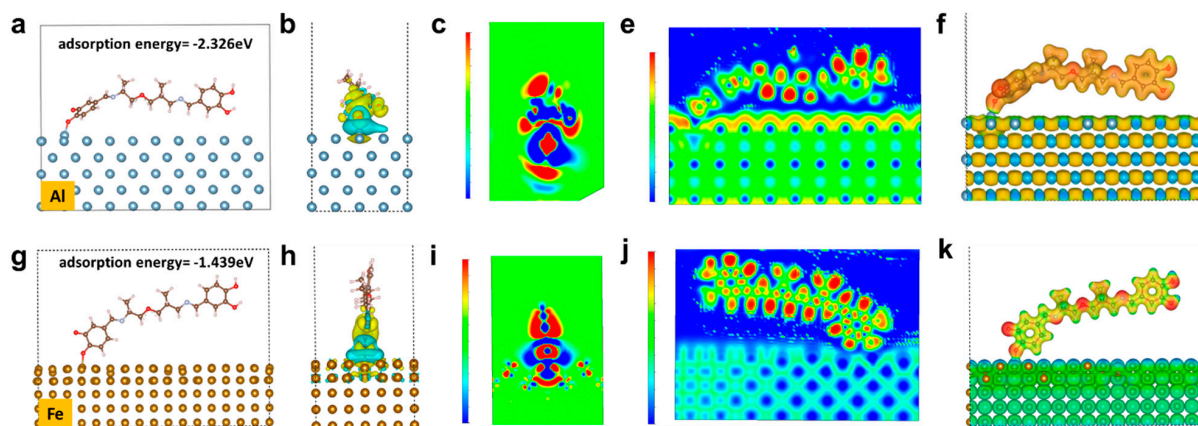 a
adsorption energy= -2.326eV
Al
b
c
e
f
g
adsorption energy= -1.439eV
Fe
h
i
j
k